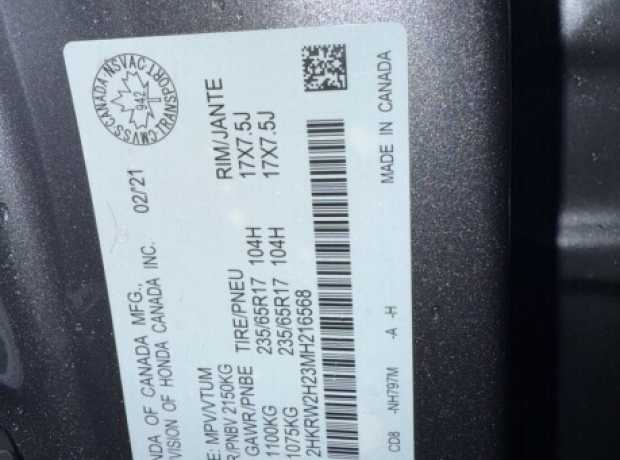 CMVSS CANADA NSVAC TRANSPORT
942
NDA OF CANADA MFG., 02/'21
VISION OF HONDA CANADA INC.
E: MPV/VTUM
R/PNBV 2150KG
GAWR/PNBE TIRE/PNEU RIM/JANTE
1100KG 235/65R17 104H 17X7.5J
1075KG 235/65R17 104H 17X7.5J
2HKRW2H23MH216568
CD8 -NH797M -A -H MADE IN CANADA